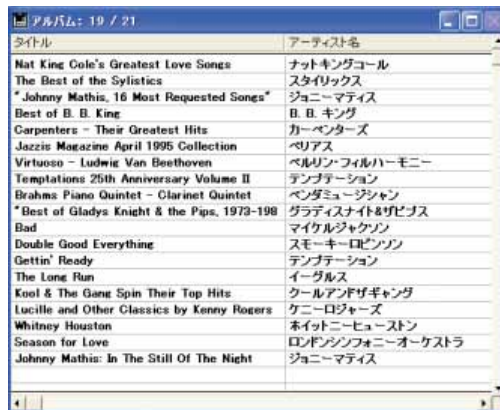 アルバム: 19 / 21
タイトル アーティスト名
Nat King Cole's Greatest Love Songs ナットキングコール
The Best of the Sylistics スタイリックス
"Johnny Mathis, 16 Most Requested Songs" ジョニーマティス
Best of B. B. King B. B. キング
Carpenters - Their Greatest Hits カーペンターズ
Jazzis Magazine April 1995 Collection ベリアス
Virtuoso - Ludwig Van Beethoven ベルリン・フィルハーモニー
Temptations 25th Anniversary Volume II テンプテーション
Brahms Piano Quintet - Clarinet Quintet ベンダミュージシャン
"Best of Gladys Knight & the Pips, 1973-198 グラディスナイト&ザピプス
Bad マイケルジャクソン
Double Good Everything スモーキーロビンソン
Gettin' Ready テンプテーション
The Long Run イーグルス
Kool & The Gang Spin Their Top Hits クールアンドザギャング
Lucille and Other Classics by Kenny Rogers ケニーロジャーズ
Whitney Houston ホイットニーヒューストン
Season for Love ロンドンシンフォニーオーケストラ
Johnny Mathis: In The Still Of The Night ジョニーマティス